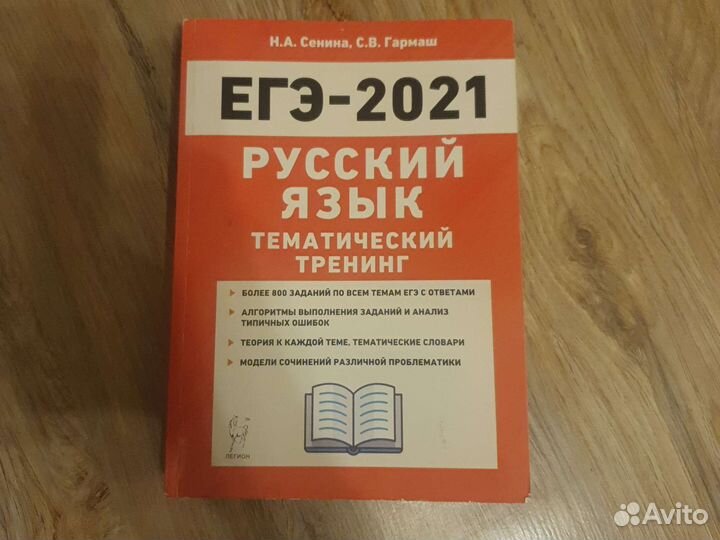 Н.А. Сенина, С.В. Гармаш
ЕГЭ-2021
РУССКИЙ
ЯЗЫК
ТЕМАТИЧЕСКИЙ
ТРЕНИНГ
БОЛЕЕ 800 ЗАДАНИЙ ПО ВСЕМ ТЕМАМ ЕГЭ С ОТВЕТАМИ
АЛГОРИТМЫ ВЫПОЛНЕНИЯ ЗАДАНИЙ И АНАЛИЗ
ТИПИЧНЫХ ОШИБОК
ТЕОРИЯ К КАЖДОЙ ТЕМЕ. ТЕМАТИЧЕСКИЕ СЛОВАРИ
МОДЕЛИ СОЧИНЕНИЙ РАЗЛИЧНОЙ ПРОБЛЕМАТИКИ
ЛЕГИОН
Avito